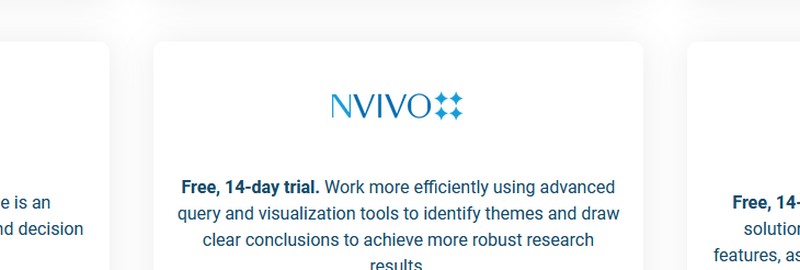 NVIVO
Free, 14-day trial. Work more efficiently using advanced
query and visualization tools to identify themes and draw
clear conclusions to achieve more robust research
results.
e is an
nd decision
Free, 14-
solution
features, as